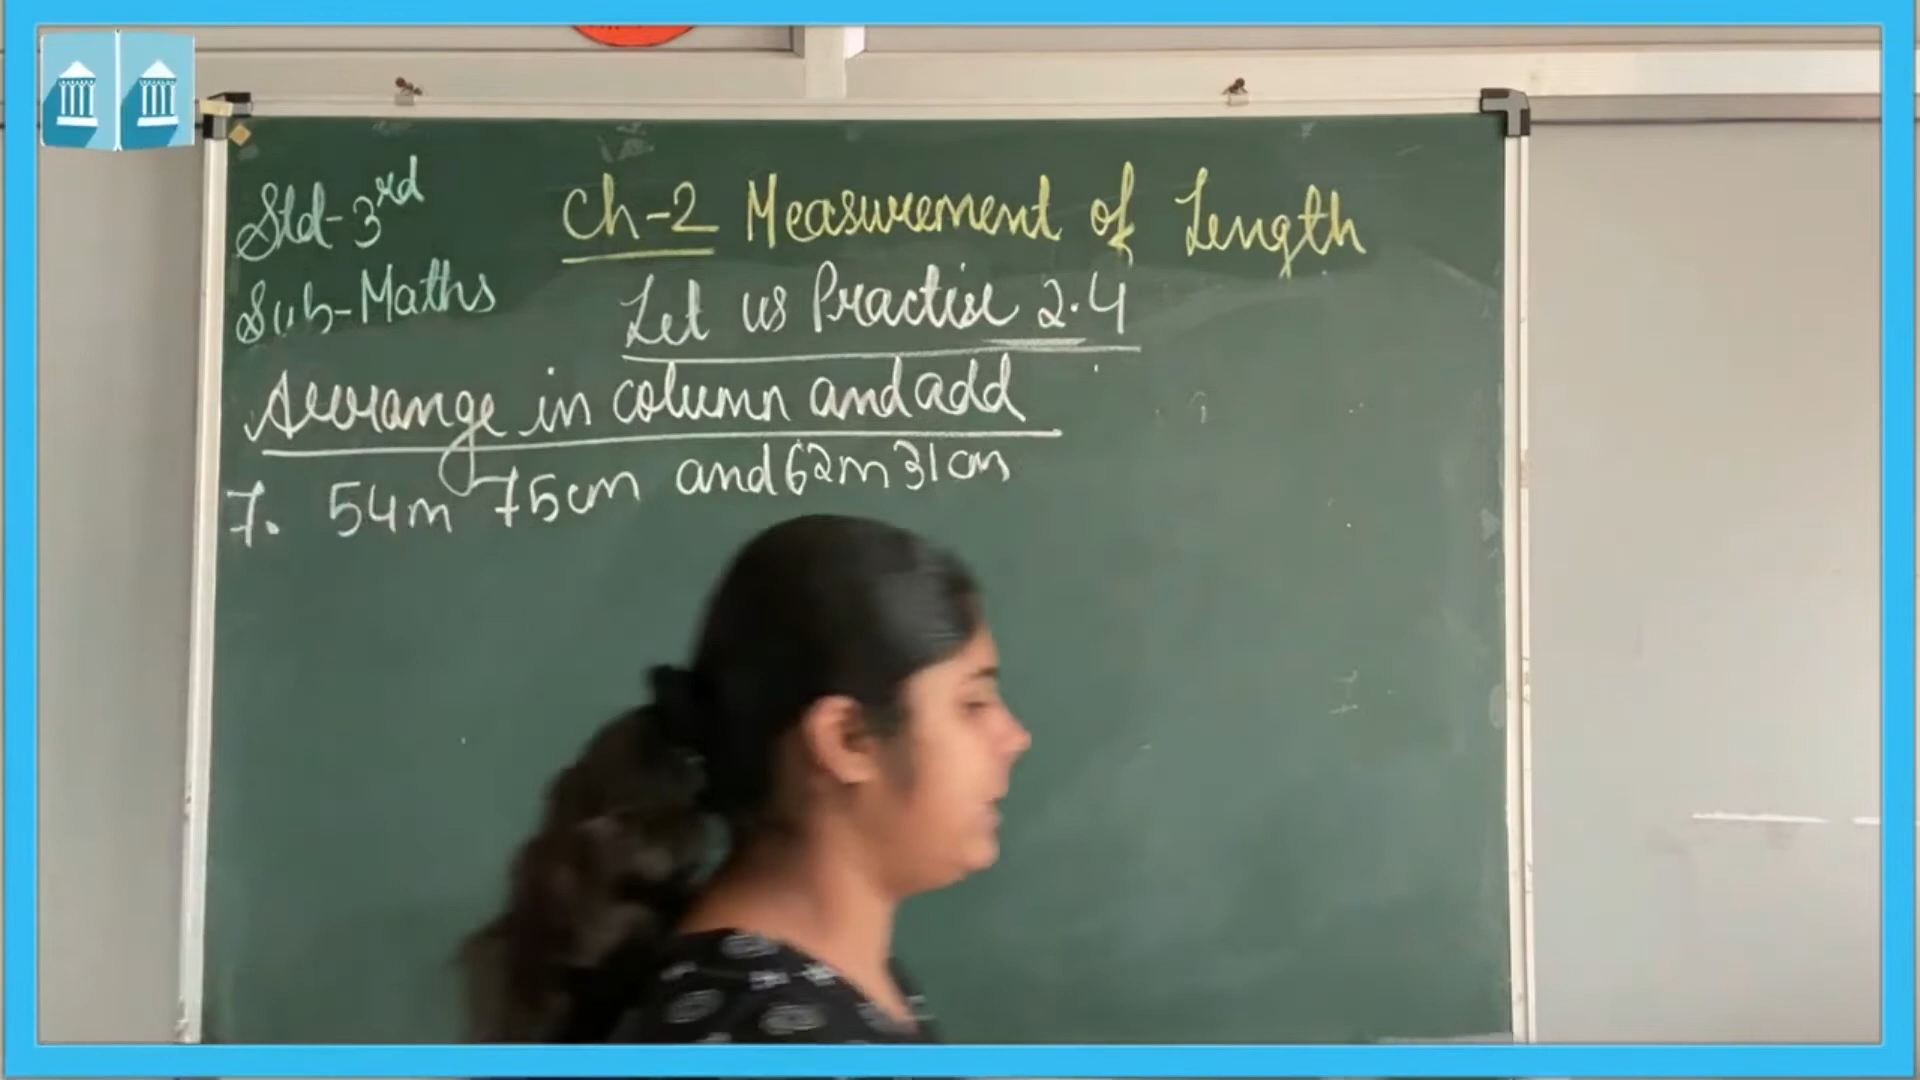 Std-3rd
Ch-2 Measurement of Length
Sub-Maths
Let us Practise 2.4
Arrange in column and add
7. 54m 75cm and 62m 31cm